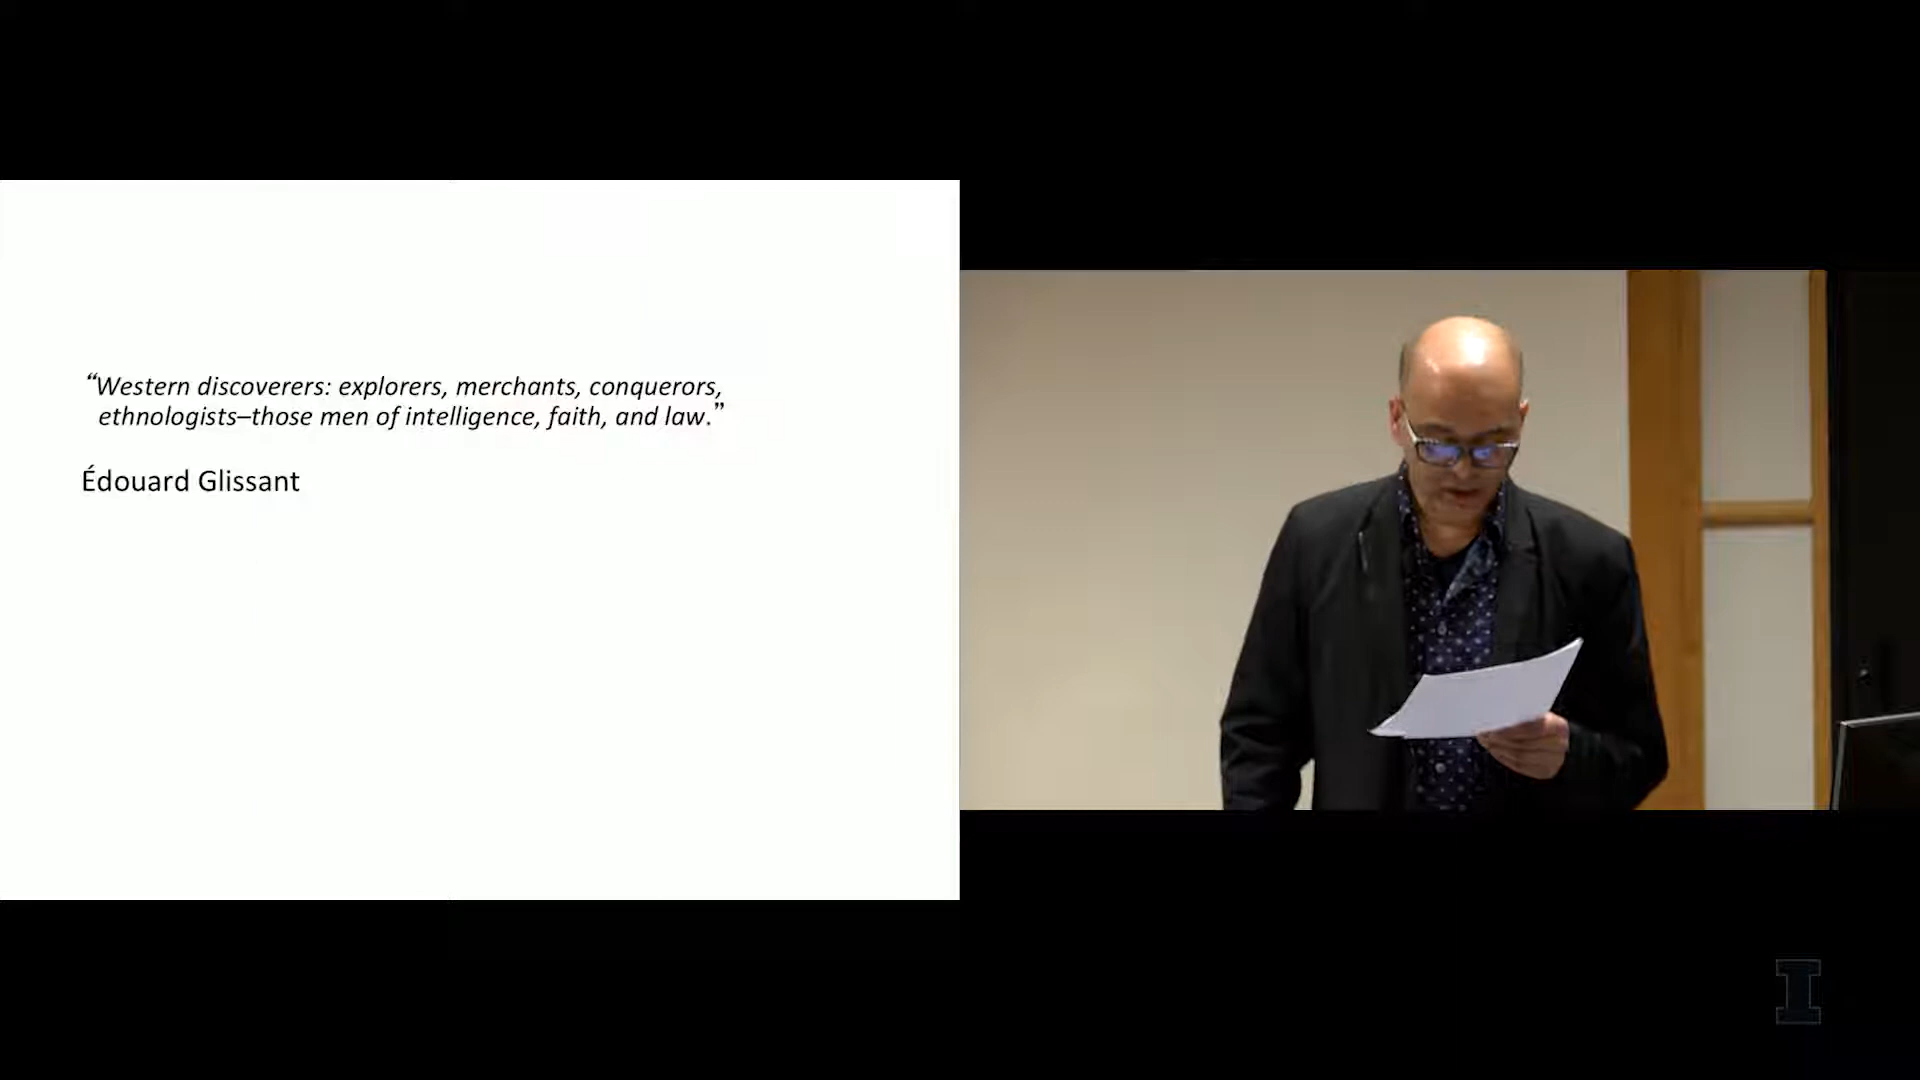 “Western discoverers: explorers, merchants, conquerors,
ethnologists–those men of intelligence, faith, and law.”
Édouard Glissant
I